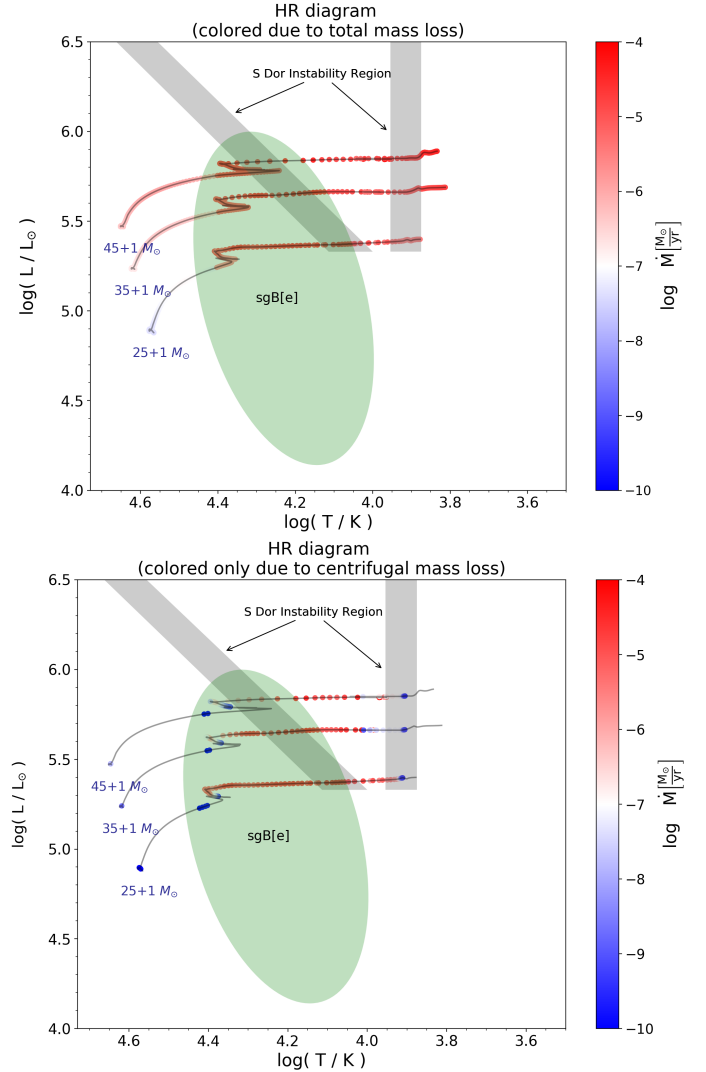 HR diagram
(colored due to total mass loss)
6.5
6.0
5.5
5.0
4.5
4.0
log( L / L⊙ )
S Dor Instability Region
45+1 M⊙
35+1 M⊙
25+1 M⊙
sgB[e]
4.6
4.4
4.2
4.0
3.8
3.6
log( T / K )
−4
−5
−6
−7
−8
−9
−10
log Ṁ[M⊙/yr]
HR diagram
(colored only due to centrifugal mass loss)
6.5
6.0
5.5
5.0
4.5
4.0
log( L / L⊙ )
S Dor Instability Region
45+1 M⊙
35+1 M⊙
25+1 M⊙
sgB[e]
4.6
4.4
4.2
4.0
3.8
3.6
log( T / K )
−4
−5
−6
−7
−8
−9
−10
log Ṁ[M⊙/yr]